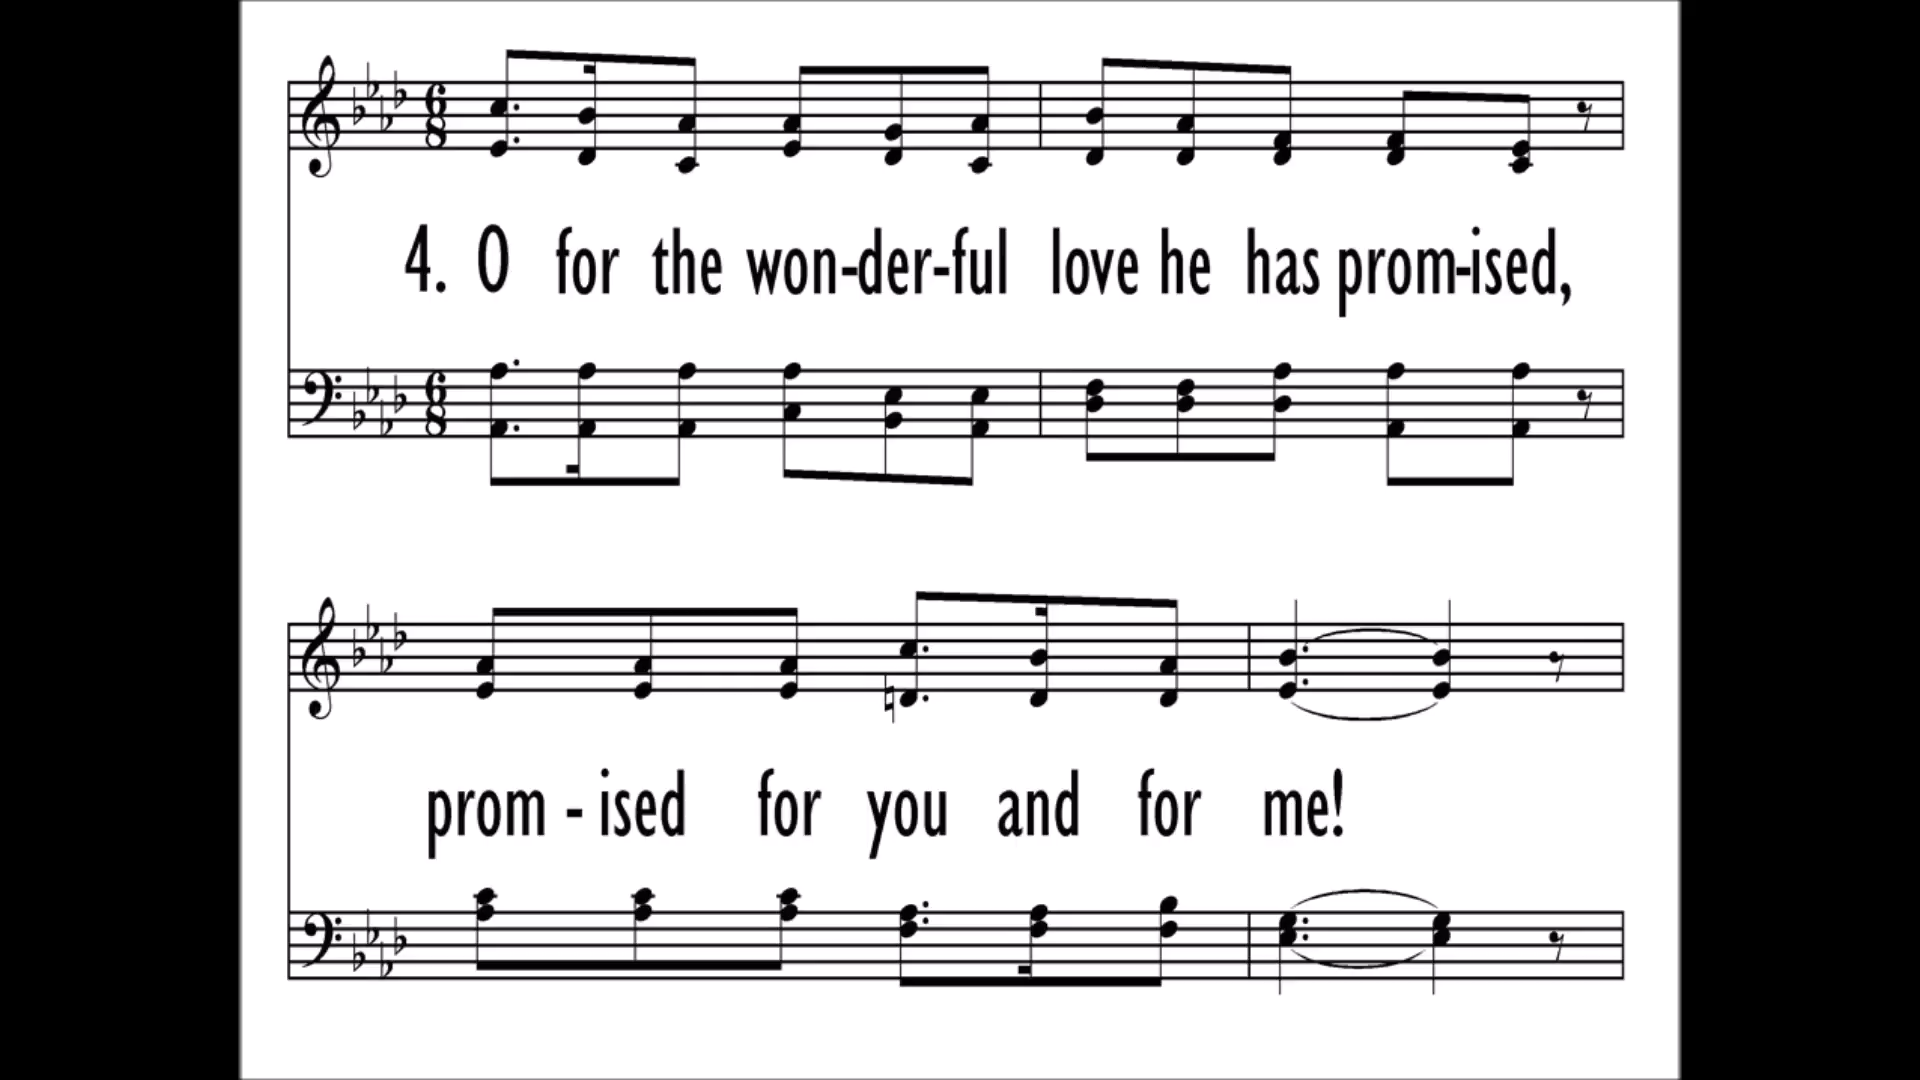 4. O for the won-der-ful love he has prom-ised,
prom - ised for you and for me!